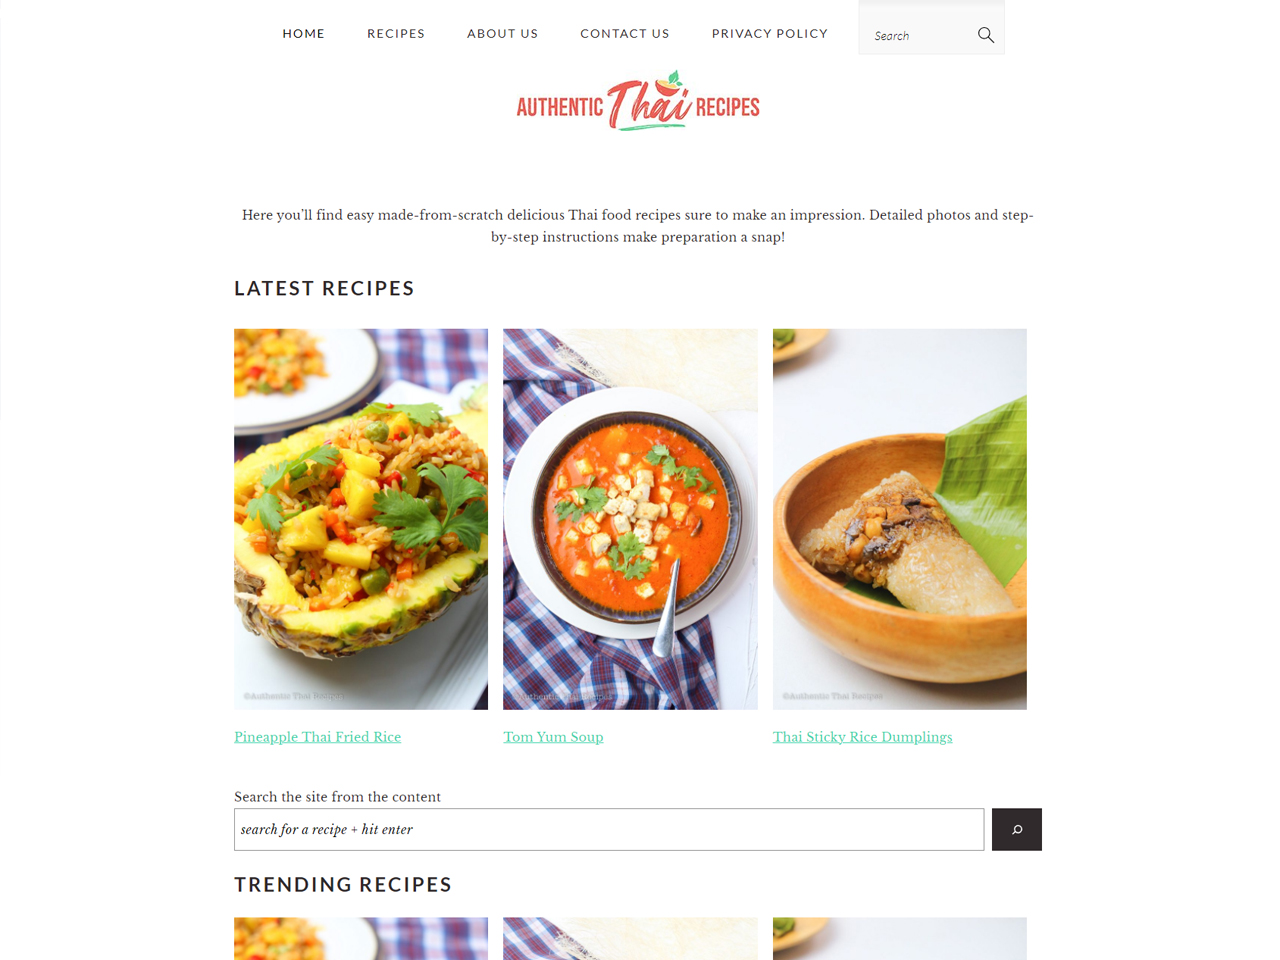 HOME RECIPES ABOUT US CONTACT US PRIVACY POLICY Search
AUTHENTIC Thai RECIPES
Here you’ll find easy made-from-scratch delicious Thai food recipes sure to make an impression. Detailed photos and step-
by-step instructions make preparation a snap!
LATEST RECIPES
©Authentic Thai Recipes ©Authentic Thai Recipes ©Authentic Thai Recipes
Pineapple Thai Fried Rice Tom Yum Soup Thai Sticky Rice Dumplings
Search the site from the content
search for a recipe + hit enter
TRENDING RECIPES